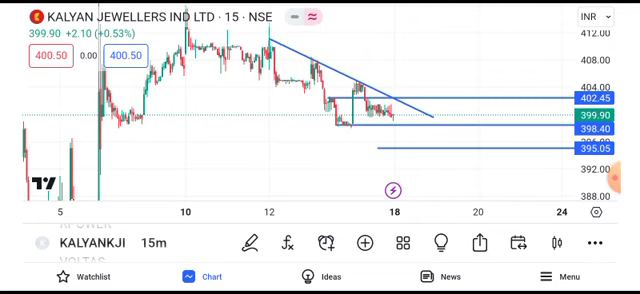 KALYAN JEWELLERS IND LTD · 15 · NSE
INR
399.90 +2.10 (+0.53%)
400.50 0.00 400.50
412.00
408.00
404.00
402.45
399.90
398.40
395.05
392.00
388.00
5 10 12 18 20 24
KALYANKJI 15m
VOLTAS
Watchlist Chart Ideas News Menu